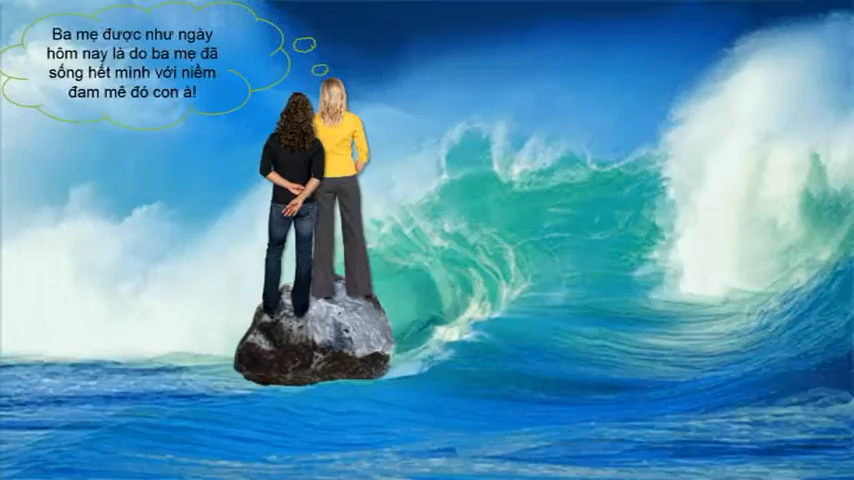 Ba mẹ được như ngày
hôm nay là do ba mẹ đã
sống hết mình với niềm
đam mê đó con à!